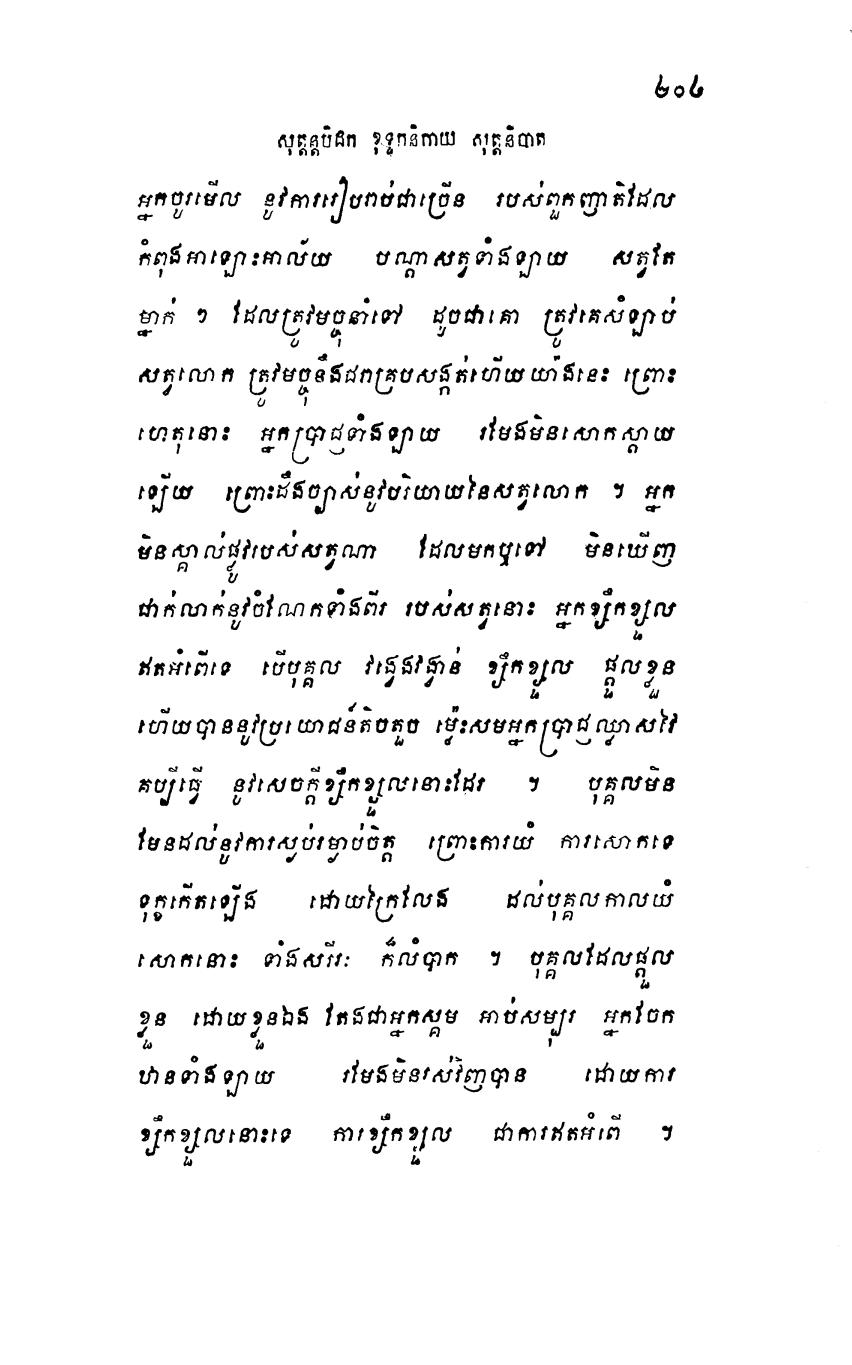 ២០៤
សុត្តន្តបិដក ខុទ្ទកនិកាយ សុត្តនិបាត
អ្នកចូរមើល នូវការរៀបរាប់ជាច្រើន របស់ពួកញាតិដែល
កំពុងអាឡោះអាល័យ បណ្តាសត្វទាំងឡាយ សត្វតែ
ម្នាក់ ៗ ដែលត្រូវមច្ចុនាំទៅ ដូចជាគោ ត្រូវគេសំឡាប់
សត្វលោក ត្រូវមច្ចុនឹងជរាគ្របសង្កត់ហើយយ៉ាងនេះ ព្រោះ
ហេតុនោះ អ្នកប្រាជ្ញទាំងឡាយ រមែងមិនសោកស្តាយ
ឡើយ ព្រោះដឹងច្បាស់នូវបរិយាយនៃសត្វលោក ។ អ្នក
មិនស្គាល់ផ្លូវរបស់សត្វណា ដែលមកឬទៅ មិនឃើញ
ជាក់លាក់នូវចំណែកទាំងពីរ របស់សត្វនោះ អ្នកខ្សឹកខ្សួល
ឥតអំពើទេ បើបុគ្គល វង្វេងវង្វាន់ ខ្សឹកខ្សួល ផ្តួលខ្លួន
ហើយបាននូវប្រយោជន៍តិចតួច ម្ល៉េះសមអ្នកប្រាជ្ញឈ្លាសវៃ
គប្បីធ្វើ នូវសេចក្តីខ្សឹកខ្សួលនោះដែរ ។ បុគ្គលមិន
មែនដល់នូវការស្ងប់រម្ងាប់ចិត្ត ព្រោះការយំ ការសោកទេ
ទុក្ខកើតឡើង ដោយក្រៃលែង ដល់បុគ្គលកាលយំ
សោកនោះ ទាំងសរីរៈ ក៏លំបាក ។ បុគ្គលដែលផ្តួល
ខ្លួន ដោយខ្លួនឯង តែងជាអ្នកស្គម អាប់សម្បុរ អ្នកចែក
ឋានទាំងឡាយ រមែងមិនរស់វិញបាន ដោយការ
ខ្សឹកខ្សួលនោះទេ ការខ្សឹកខ្សួល ជាការឥតអំពើ ។